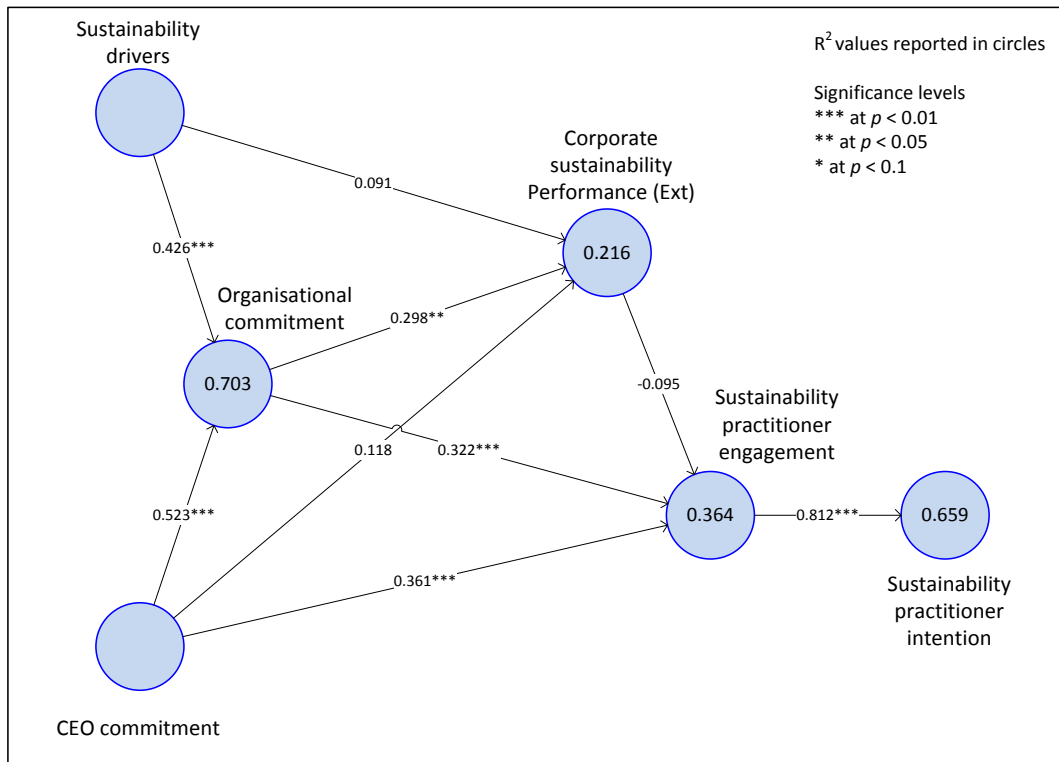 Sustainability
drivers
R² values reported in circles
Significance levels
*** at p < 0.01
** at p < 0.05
* at p < 0.1
Corporate
sustainability
Performance (Ext)
0.091
0.216
0.426***
Organisational
commitment
0.298**
0.703
-0.095
Sustainability
practitioner
engagement
0.118
0.322***
0.523***
0.364
0.812***
0.659
0.361***
Sustainability
practitioner
intention
CEO commitment